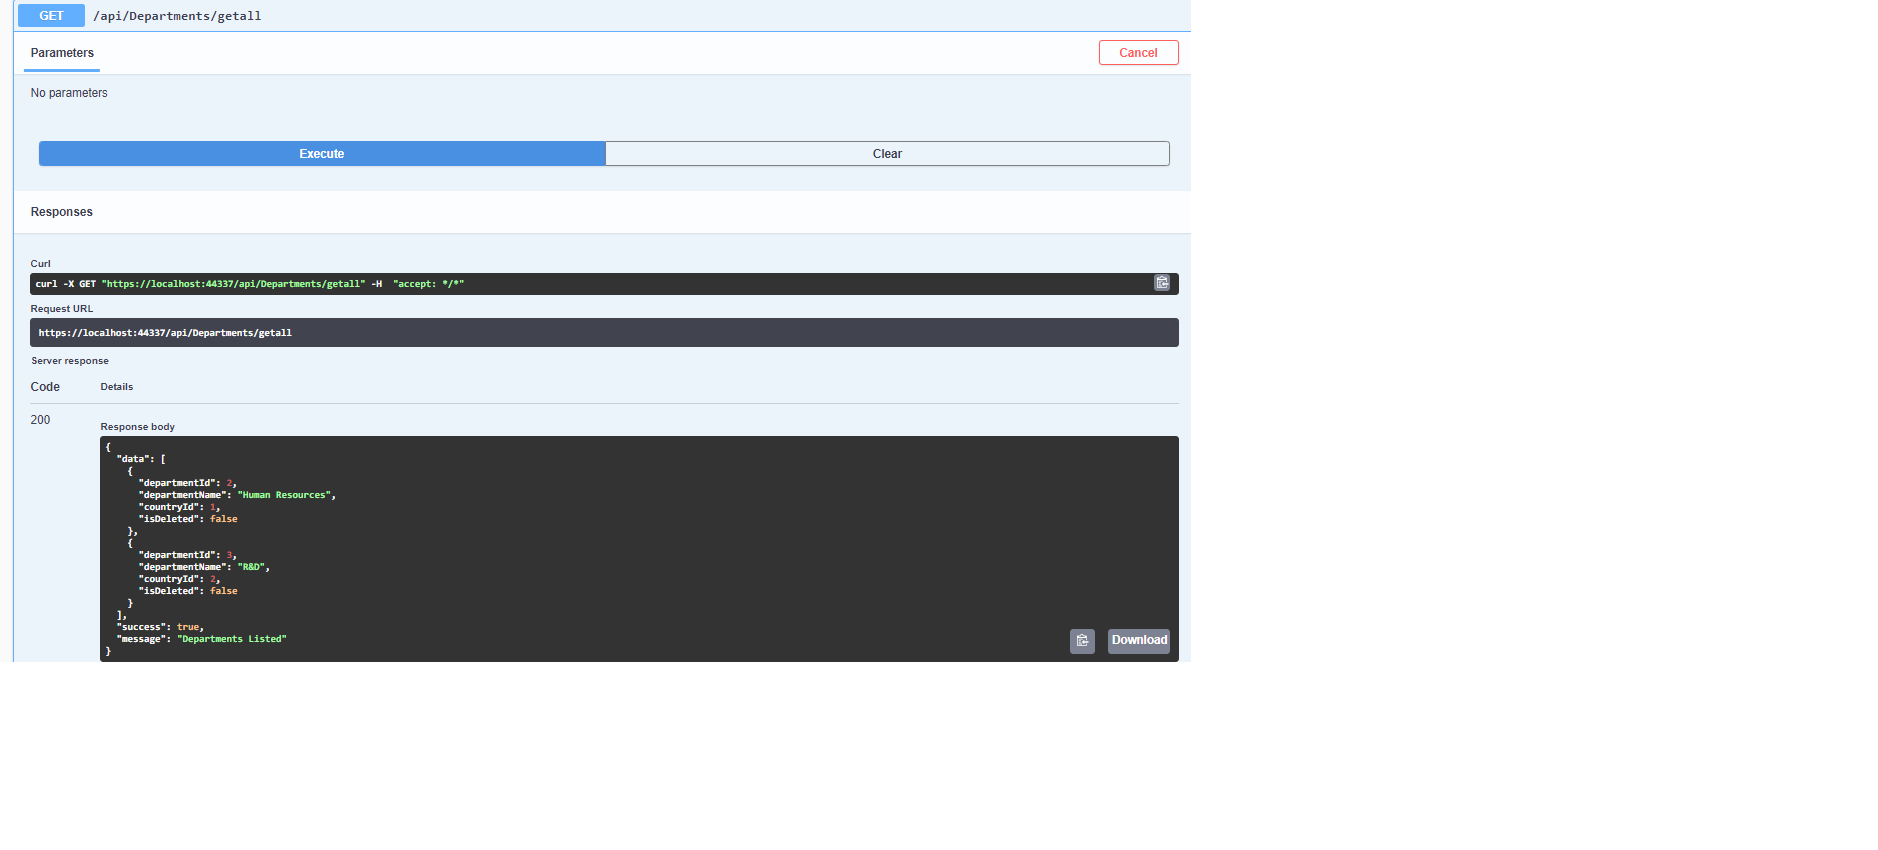 GET /api/Departments/getall
Parameters
Cancel
No parameters
Execute
Clear
Responses
Curl
curl -X GET "https://localhost:44337/api/Departments/getall" -H  "accept: */*"
Request URL
https://localhost:44337/api/Departments/getall
Server response
Code Details
200
Response body
{
  "data": [
    {
      "departmentId": 2,
      "departmentName": "Human Resources",
      "countryId": 1,
      "isDeleted": false
    },
    {
      "departmentId": 3,
      "departmentName": "R&D",
      "countryId": 2,
      "isDeleted": false
    }
  ],
  "success": true,
  "message": "Departments Listed"
}
Download